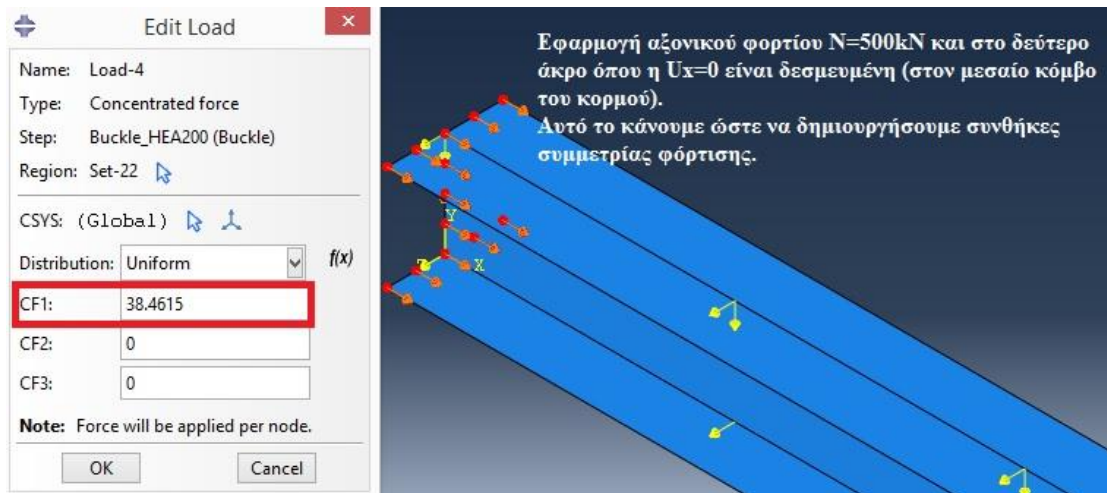 Edit Load
×
Name: Load-4
Type: Concentrated force
Step: Buckle_HEA200 (Buckle)
Region: Set-22
CSYS: (Global)
Distribution: Uniform f(x)
CF1: 38.4615
CF2: 0
CF3: 0
Note: Force will be applied per node.
OK Cancel
Εφαρμογή αξονικού φορτίου Ν=500kN και στο δεύτερο
άκρο όπου η Ux=0 είναι δεσμευμένη (στον μεσαίο κόμβο
του κορμού).
Αυτό το κάνουμε ώστε να δημιουργήσουμε συνθήκες
συμμετρίας φόρτισης.
Y
X